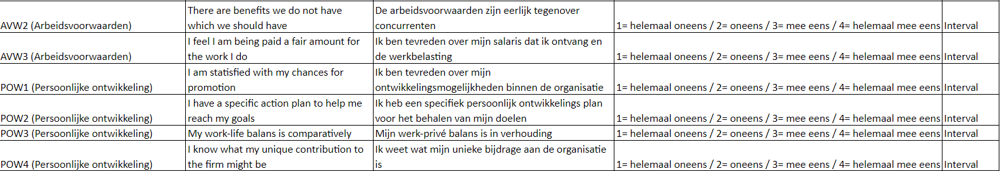 There are benefits we do not have
De arbeidsvoorwaarden zijn eerlijk tegenover
AVW2 (Arbeidsvoorwaarden)
which we should have
concurrenten
1= helemaal oneens / 2= oneens / 3= mee eens / 4= helemaal mee eens
Interval
I feel I am being paid a fair amount for
Ik ben tevreden over mijn salaris dat ik ontvang en
AVW3 (Arbeidsvoorwaarden)
the work I do
de werkbelasting
1= helemaal oneens / 2= oneens / 3= mee eens / 4= helemaal mee eens
Interval
I am statisfied with my chances for
Ik ben tevreden over mijn
POW1 (Persoonlijke ontwikkeling)
promotion
ontwikkelingsmogelijkheden binnen de organisatie
1= helemaal oneens / 2= oneens / 3= mee eens / 4= helemaal mee eens
Interval
I have a specific action plan to help me
Ik heb een specifiek persoonlijk ontwikkelings plan
POW2 (Persoonlijke ontwikkeling)
reach my goals
voor het behalen van mijn doelen
1= helemaal oneens / 2= oneens / 3= mee eens / 4= helemaal mee eens
Interval
POW3 (Persoonlijke ontwikkeling)
My work-life balans is comparatively
Mijn werk-privé balans is in verhouding
1= helemaal oneens / 2= oneens / 3= mee eens / 4= helemaal mee eens
Interval
I know what my unique contribution to
Ik weet wat mijn unieke bijdrage aan de organisatie
POW4 (Persoonlijke ontwikkeling)
the firm might be
is
1= helemaal oneens / 2= oneens / 3= mee eens / 4= helemaal mee eens
Interval